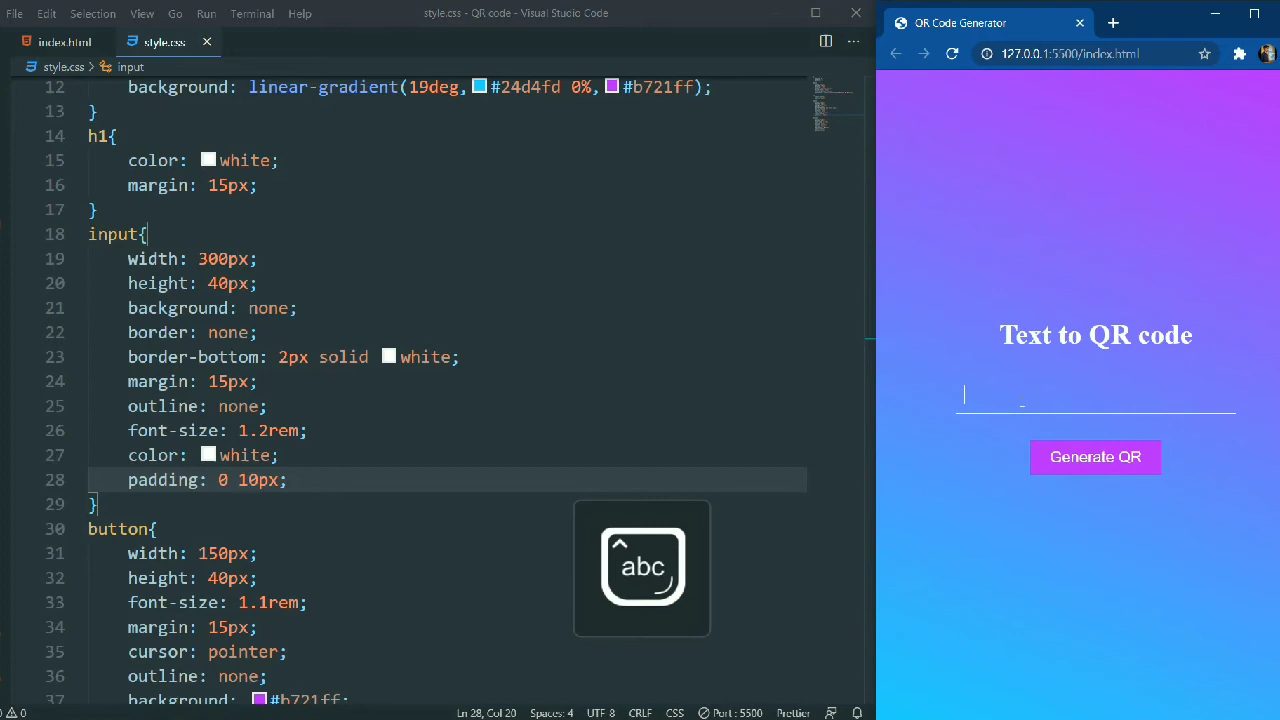 File Edit Selection View Go Run Terminal Help style.css - QR code - Visual Studio Code
index.html style.css
style.css > input
12 background: linear-gradient(19deg, #24d4fd 0%, #b721ff);
13 }
14 h1{
15 color: white;
16 margin: 15px;
17 }
18 input{
19 width: 300px;
20 height: 40px;
21 background: none;
22 border: none;
23 border-bottom: 2px solid white;
24 margin: 15px;
25 outline: none;
26 font-size: 1.2rem;
27 color: white;
28 padding: 0 10px;
29 }
30 button{
31 width: 150px;
32 height: 40px;
33 font-size: 1.1rem;
34 margin: 15px;
35 cursor: pointer;
36 outline: none;
37 background: #b721ff;
abc
0 Ln 28, Col 20 Spaces: 4 UTF-8 CRLF CSS Port : 5500 Prettier
QR Code Generator
127.0.0.1:5500/index.html
Text to QR code
Generate QR